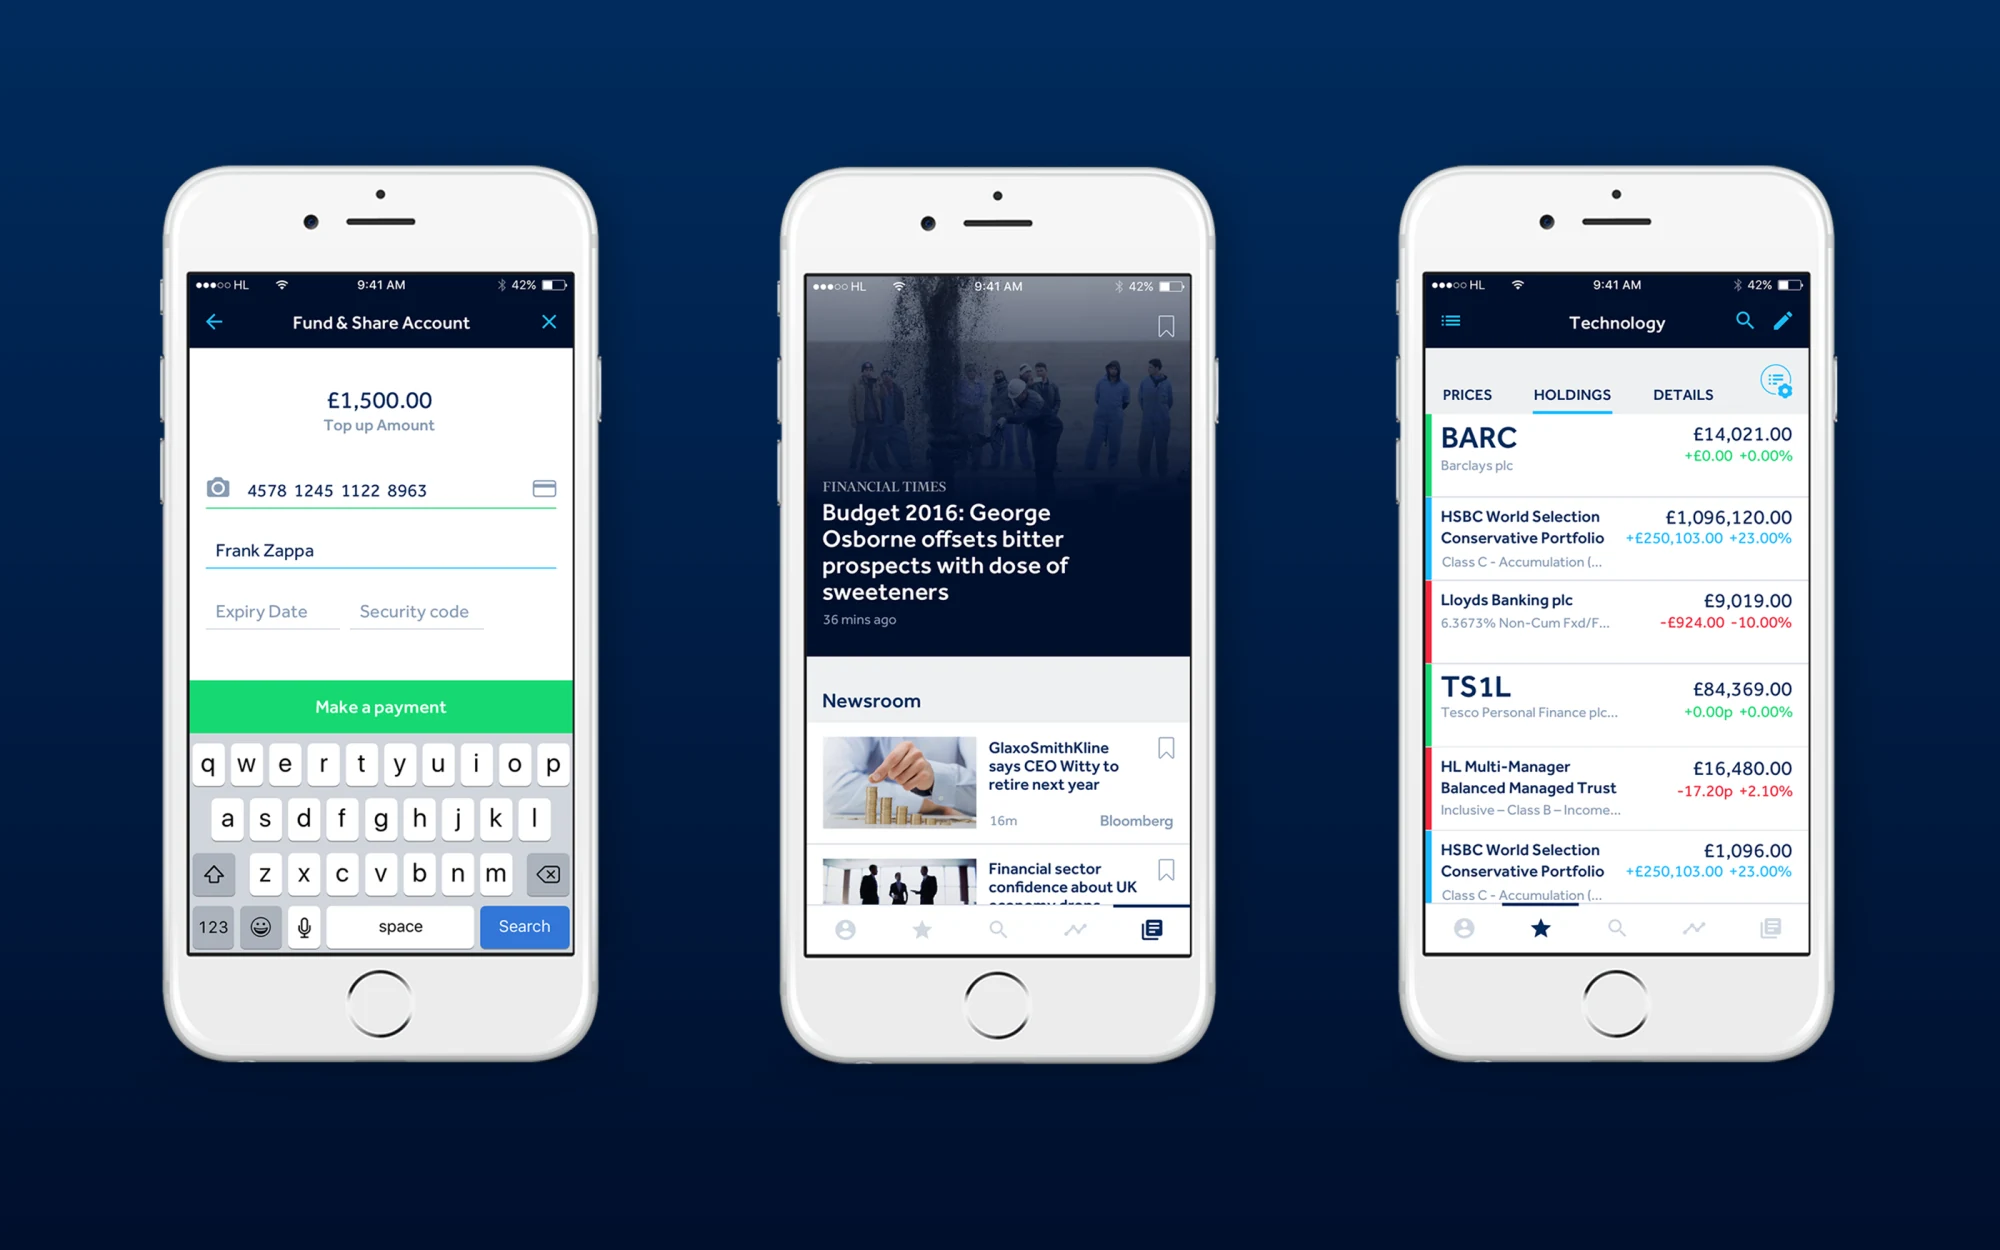 HL 9:41 AM 42%
Fund & Share Account
£1,500.00
Top up Amount
4578 1245 1122 8963
Frank Zappa
Expiry Date Security code
Make a payment
q w e r t y u i o p
a s d f g h j k l
z x c v b n m
123 space Search
HL 9:41 AM 42%
FINANCIAL TIMES
Budget 2016: George
Osborne offsets bitter
prospects with dose of
sweeteners
36 mins ago
Newsroom
GlaxoSmithKline
says CEO Witty to
retire next year
16m Bloomberg
Financial sector
confidence about UK
economy drops
HL 9:41 AM 42%
Technology
PRICES HOLDINGS DETAILS
BARC £14,021.00
Barclays plc +£0.00 +0.00%
HSBC World Selection £1,096,120.00
Conservative Portfolio +£250,103.00 +23.00%
Class C - Accumulation (...
Lloyds Banking plc £9,019.00
6.3673% Non-Cum Fxd/F... -£924.00 -10.00%
TS1L £84,369.00
Tesco Personal Finance plc... +0.00p +0.00%
HL Multi-Manager £16,480.00
Balanced Managed Trust -17.20p +2.10%
Inclusive – Class B – Income...
HSBC World Selection £1,096.00
Conservative Portfolio +£250,103.00 +23.00%
Class C - Accumulation (...